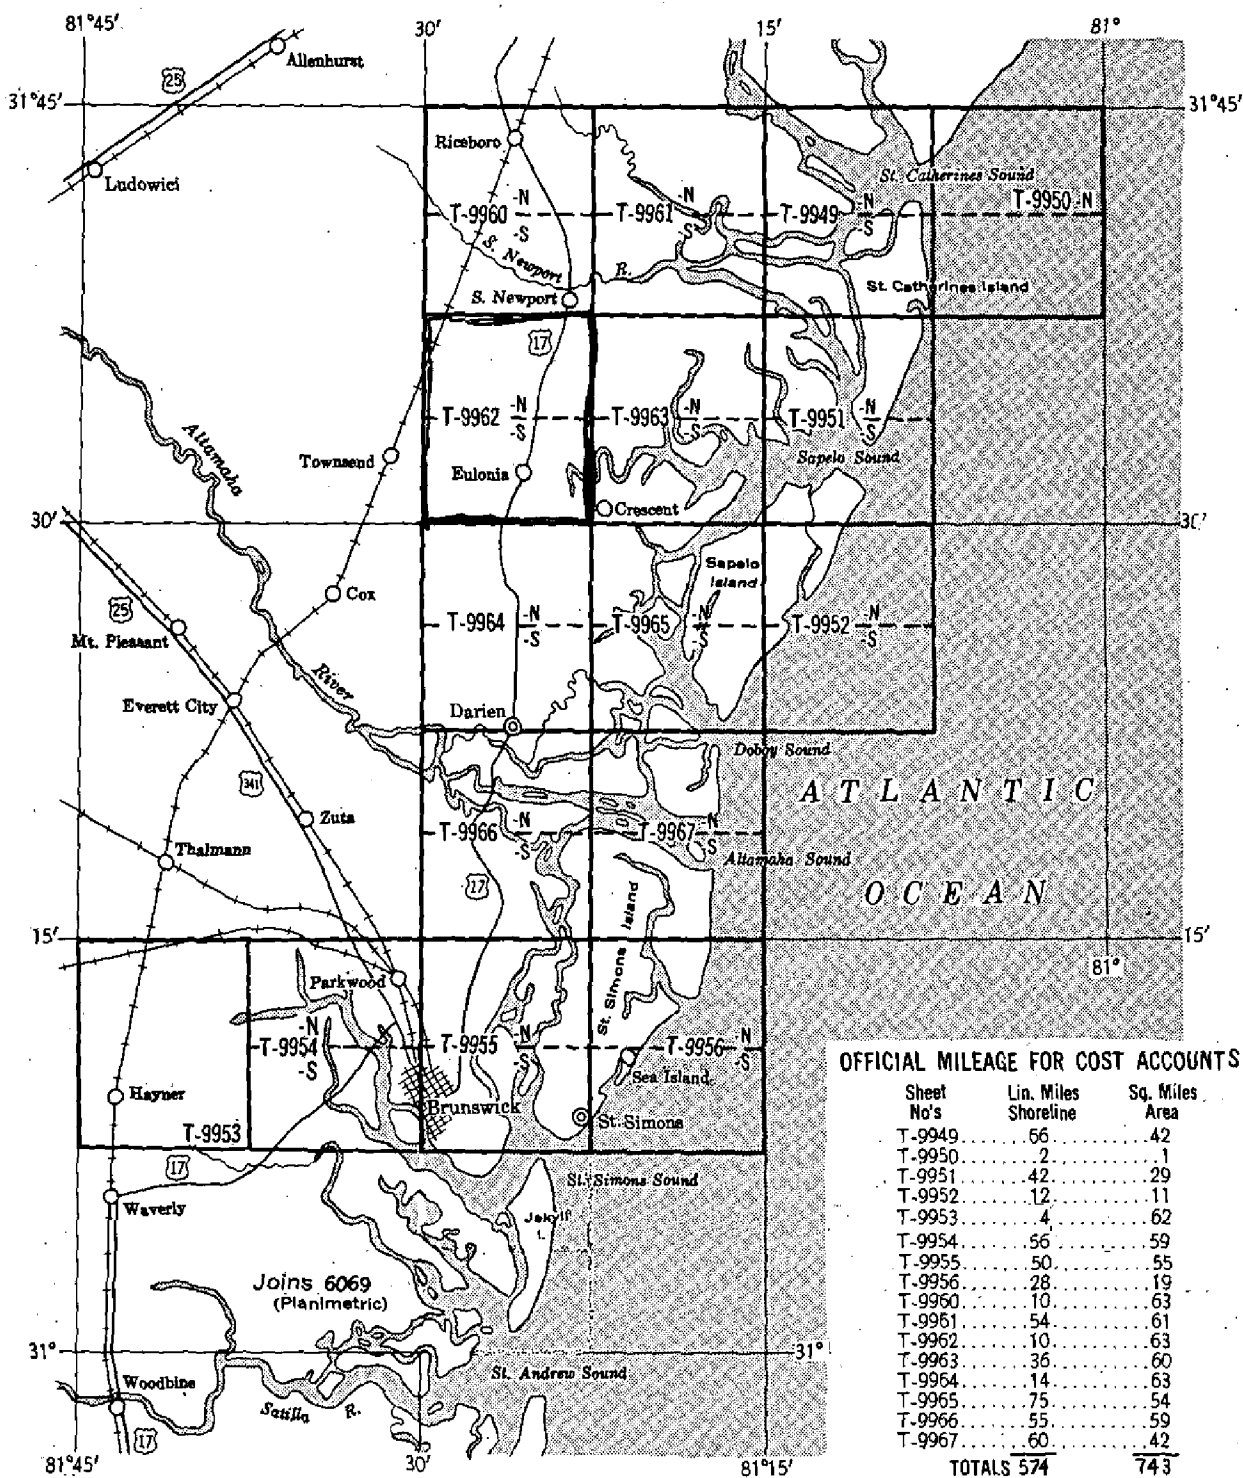 81°45'
30'
15'
81°
Allenhurst
25
31°45'
31°45'
Riceboro
Ludowici
St. Catherines Sound
T-9960 -N
-S
T-9961 -N
-S
T-9949 -N
-S
T-9950 -N
S. Newport
R.
St. Catherines Island
S. Newport
17
T-9962 -N
-S
T-9963 -N
-S
T-9951 -N
-S
Altamaha
Townsend
Sapelo Sound
Eulonia
Crescent
30'
30'
Sapelo
Island
Cox
25
T-9964 -N
-S
T-9965 -N
-S
T-9952 -N
-S
Mt. Pleasant
River
Everett City
Darien
Doboy Sound
341
ATLANTIC
Zuta
T-9966 -N
-S
T-9967 -N
-S
Thalmann
Altamaha Sound
17
OCEAN
St. Simons Island
15'
15'
81°
Parkwood
-N
T-9954
-S
T-9955 -N
-S
T-9956 N
-S
Sea Island
Hayner
Brunswick
St. Simons
T-9953
17
St. Simons Sound
Waverly
Jekyll
I.
Joins 6069
(Planimetric)
31°
31°
St. Andrew Sound
Woodbine
Satilla R.
17
81°45'
30'
81°15'
OFFICIAL MILEAGE FOR COST ACCOUNTS
Sheet Lin. Miles Sq. Miles
No's Shoreline Area
T-9949......66..........42
T-9950......2..........1
T-9951......42..........29
T-9952......12..........11
T-9953......4..........62
T-9954......56..........59
T-9955......50..........55
T-9956......28..........19
T-9960......10..........63
T-9961......54..........61
T-9962......10..........63
T-9963......36..........60
T-9964......14..........63
T-9965......75..........54
T-9966......55..........59
T-9967......60..........42
TOTALS 574 743